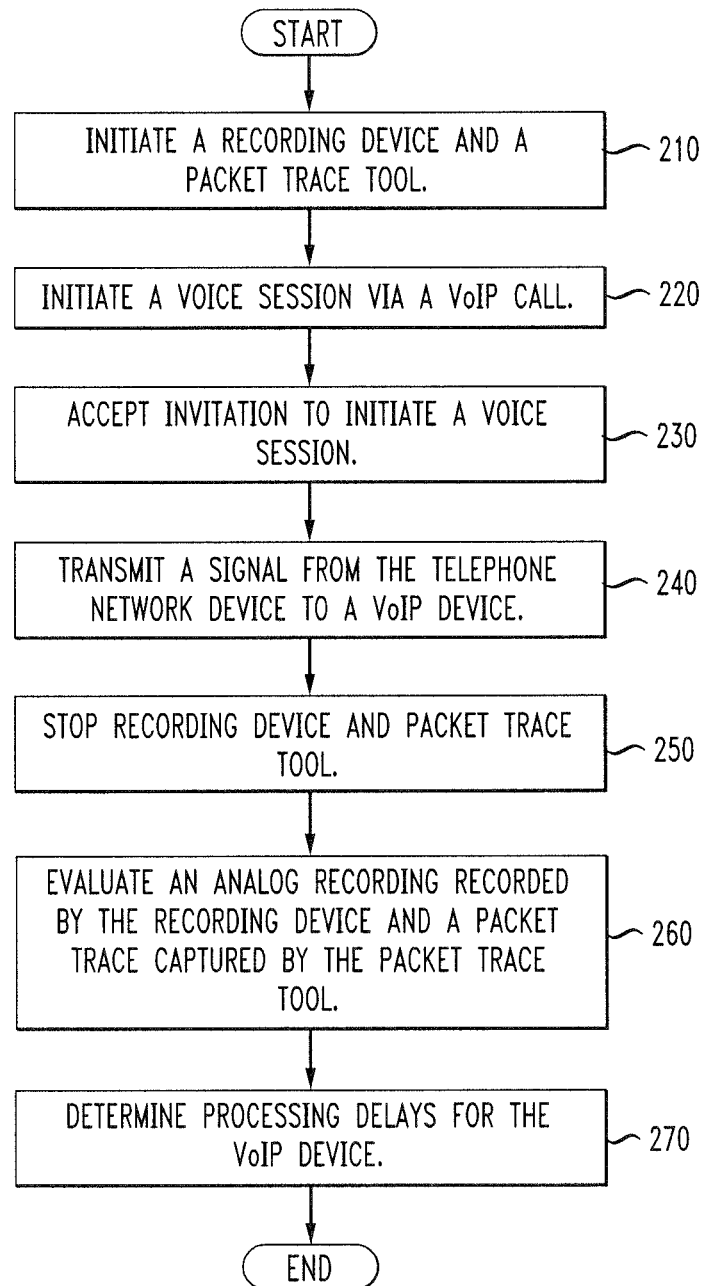 START
INITIATE A RECORDING DEVICE AND A
PACKET TRACE TOOL.
210
INITIATE A VOICE SESSION VIA A VoIP CALL.
220
ACCEPT INVITATION TO INITIATE A VOICE
SESSION.
230
TRANSMIT A SIGNAL FROM THE TELEPHONE
NETWORK DEVICE TO A VoIP DEVICE.
240
STOP RECORDING DEVICE AND PACKET TRACE
TOOL.
250
EVALUATE AN ANALOG RECORDING RECORDED
BY THE RECORDING DEVICE AND A PACKET
TRACE CAPTURED BY THE PACKET TRACE
TOOL.
260
DETERMINE PROCESSING DELAYS FOR THE
VoIP DEVICE.
270
END